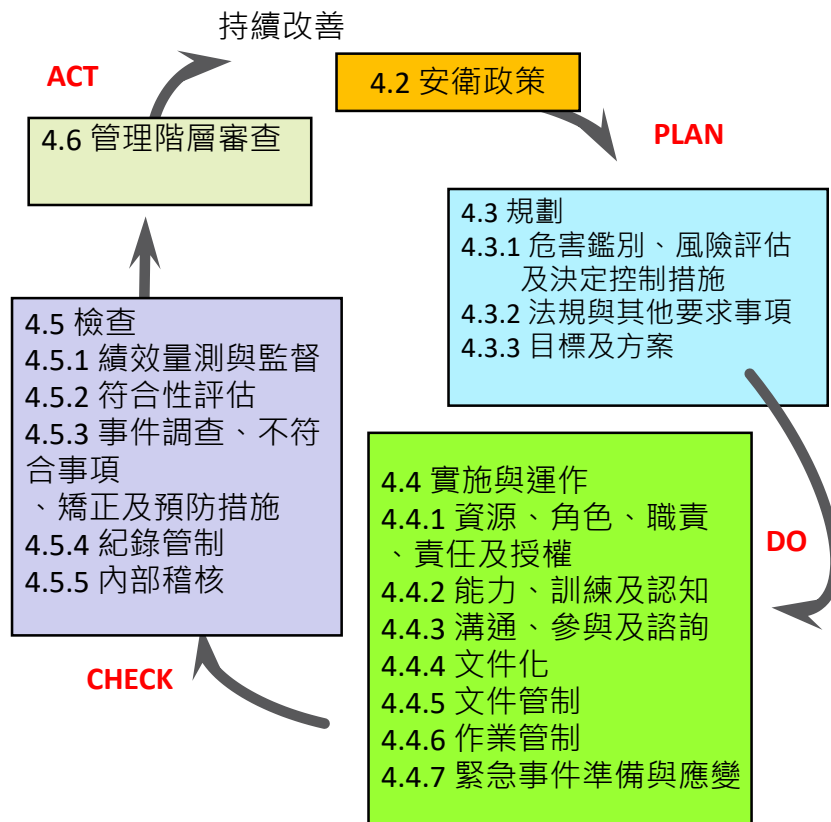 持續改善
ACT
4.2 安衛政策
PLAN
4.6 管理階層審查
4.3 規劃
4.3.1 危害鑑別、風險評估
及決定控制措施
4.3.2 法規與其他要求事項
4.3.3 目標及方案
DO
4.4 實施與運作
4.4.1 資源、角色、職責
、責任及授權
4.4.2 能力、訓練及認知
4.4.3 溝通、參與及諮詢
4.4.4 文件化
4.4.5 文件管制
4.4.6 作業管制
4.4.7 緊急事件準備與應變
CHECK
4.5 檢查
4.5.1 績效量測與監督
4.5.2 符合性評估
4.5.3 事件調查、不符
合事項
、矯正及預防措施
4.5.4 紀錄管制
4.5.5 內部稽核